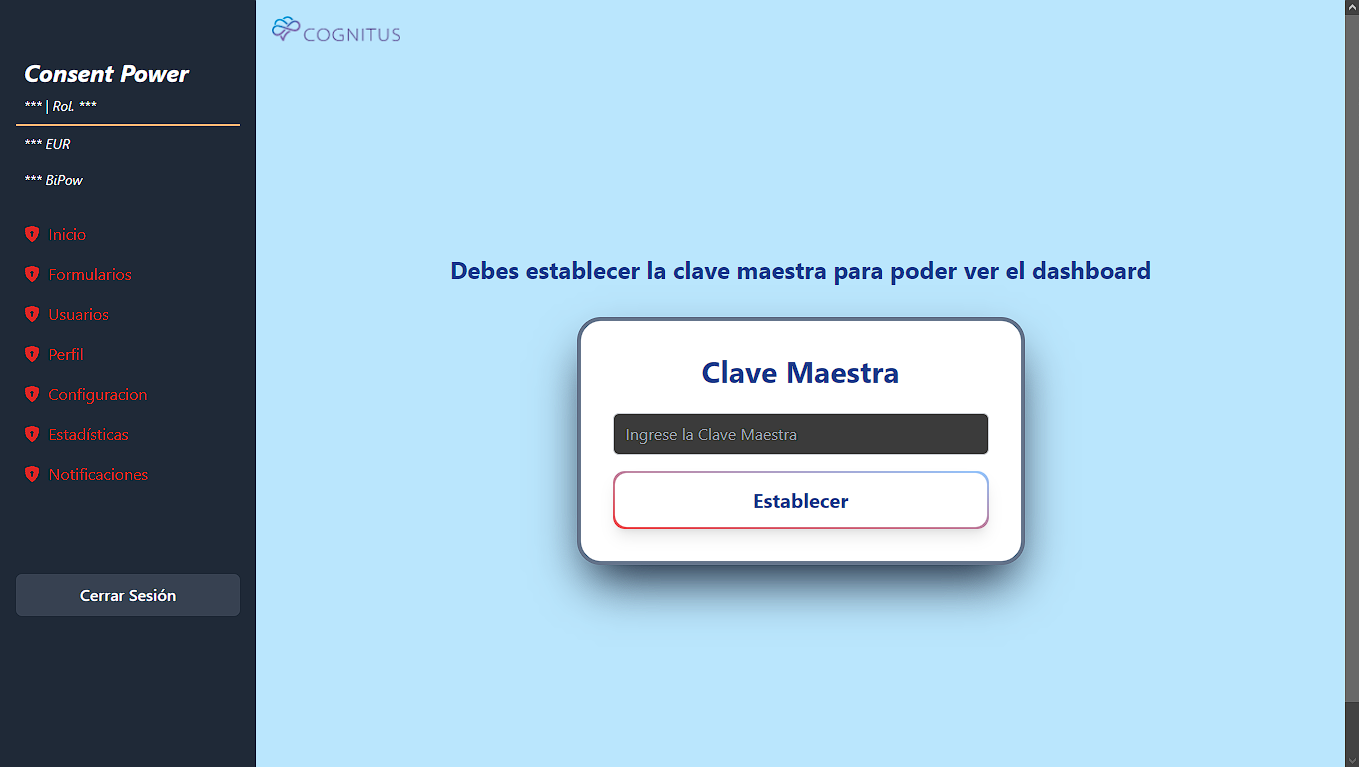 Consent Power
*** | Rol. ***
*** EUR
*** BiPow
Inicio
Formularios
Usuarios
Perfil
Configuracion
Estadísticas
Notificaciones
Cerrar Sesión
COGNITUS
Debes establecer la clave maestra para poder ver el dashboard
Clave Maestra
Ingrese la Clave Maestra
Establecer